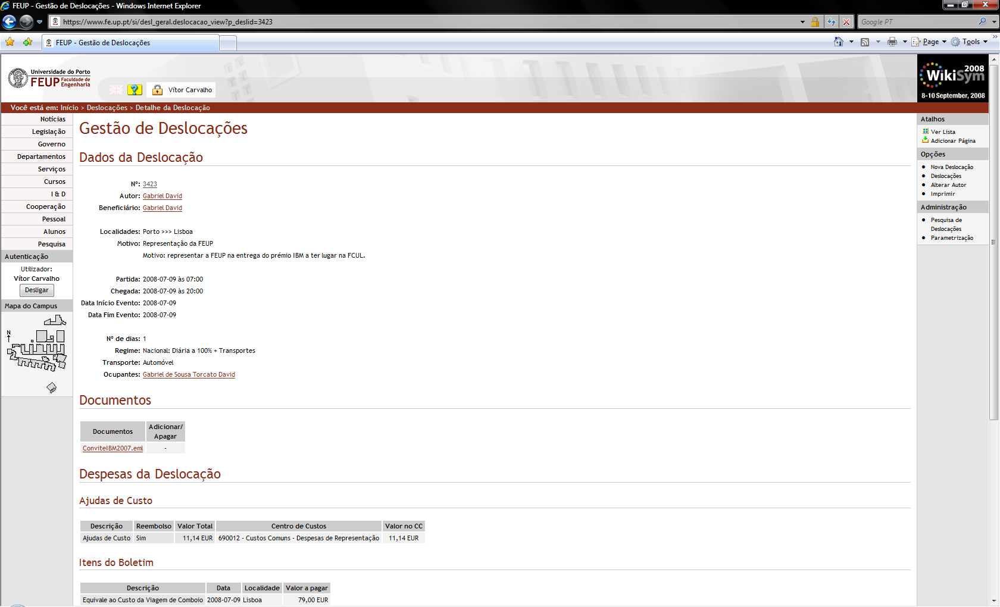 FEUP - Gestão de Deslocações - Windows Internet Explorer
https://www.fe.up.pt/si/desl_geral.deslocacao_view?p_deslid=3423
Google PT
FEUP - Gestão de Deslocações
Page
Tools
Universidade do Porto
FEUP Faculdade de Engenharia
?
Vítor Carvalho
WikiSym 2008
8-10 September, 2008
Você está em: Início > Deslocações > Detalhe da Deslocação
Notícias
Legislação
Governo
Departamentos
Serviços
Cursos
I & D
Cooperação
Pessoal
Alunos
Pesquisa
Autenticação
Utilizador:
Vítor Carvalho
Desligar
Mapa do Campus
N
Gestão de Deslocações
Dados da Deslocação
Nº: 3423
Autor: Gabriel David
Beneficiário: Gabriel David
Localidades: Porto >>> Lisboa
Motivo: Representação da FEUP
Motivo: representar a FEUP na entrega do prémio IBM a ter lugar na FCUL.
Partida: 2008-07-09 às 07:00
Chegada: 2008-07-09 às 20:00
Data Início Evento: 2008-07-09
Data Fim Evento: 2008-07-09
Nº de dias: 1
Regime: Nacional: Diária a 100% + Transportes
Transporte: Automóvel
Ocupantes: Gabriel de Sousa Torcato David
Documentos
Documentos Adicionar/ Apagar
ConviteIBM2007.eml -
Despesas da Deslocação
Ajudas de Custo
Descrição Reembolso Valor Total Centro de Custos Valor no CC
Ajudas de Custo Sim 11,14 EUR 690012 - Custos Comuns - Despesas de Representação 11,14 EUR
Itens do Boletim
Descrição Data Localidade Valor a pagar
Equivale ao Custo da Viagem de Comboio 2008-07-09 Lisboa 79,00 EUR
Atalhos
Ver Lista
Adicionar Página
Opções
Nova Deslocação
Deslocações
Alterar Autor
Imprimir
Administração
Pesquisa de
Deslocações
Parametrização